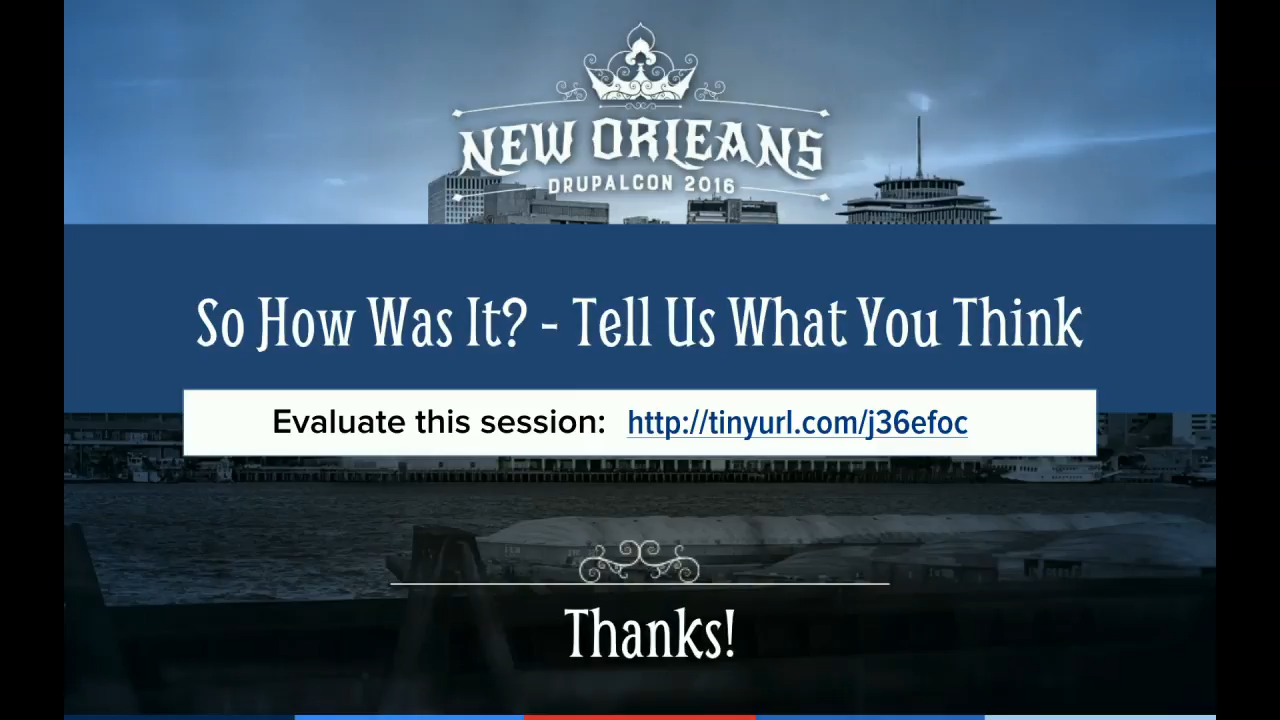 NEW ORLEANS
DRUPALCON 2016
So How Was It? - Tell Us What You Think
Evaluate this session: http://tinyurl.com/j36efoc
Thanks!